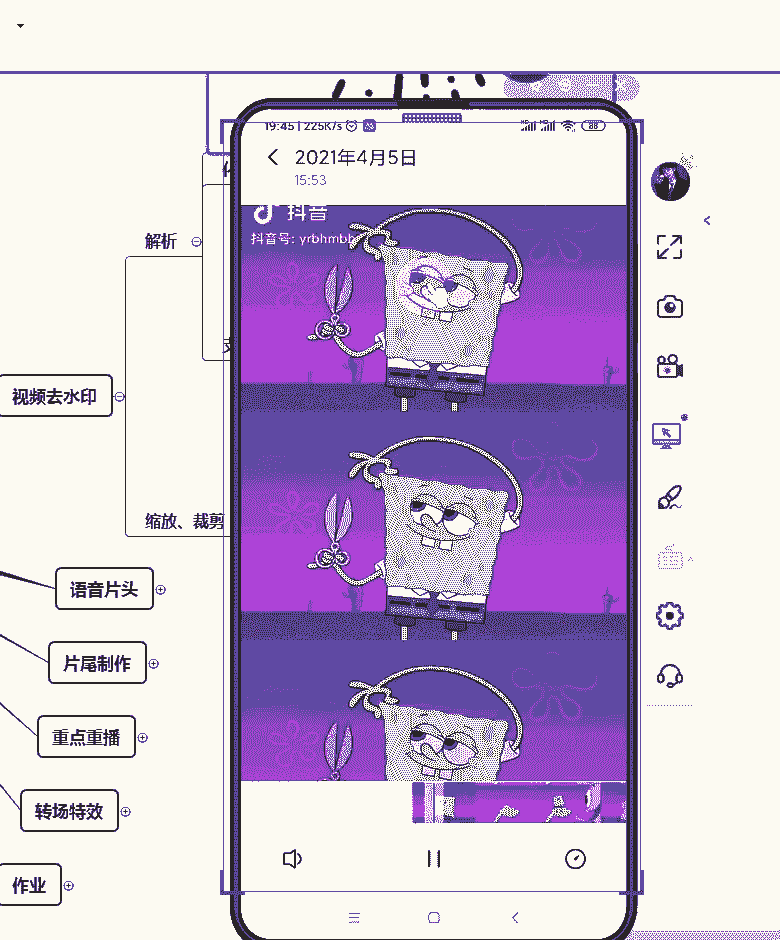 19:45 | 225K/s
88
2021年4月5日
15:53
抖音
抖音号: yrbhmbh
解析
视频去水印
缩放、裁剪
语音片头
片尾制作
重点重播
转场特效
作业